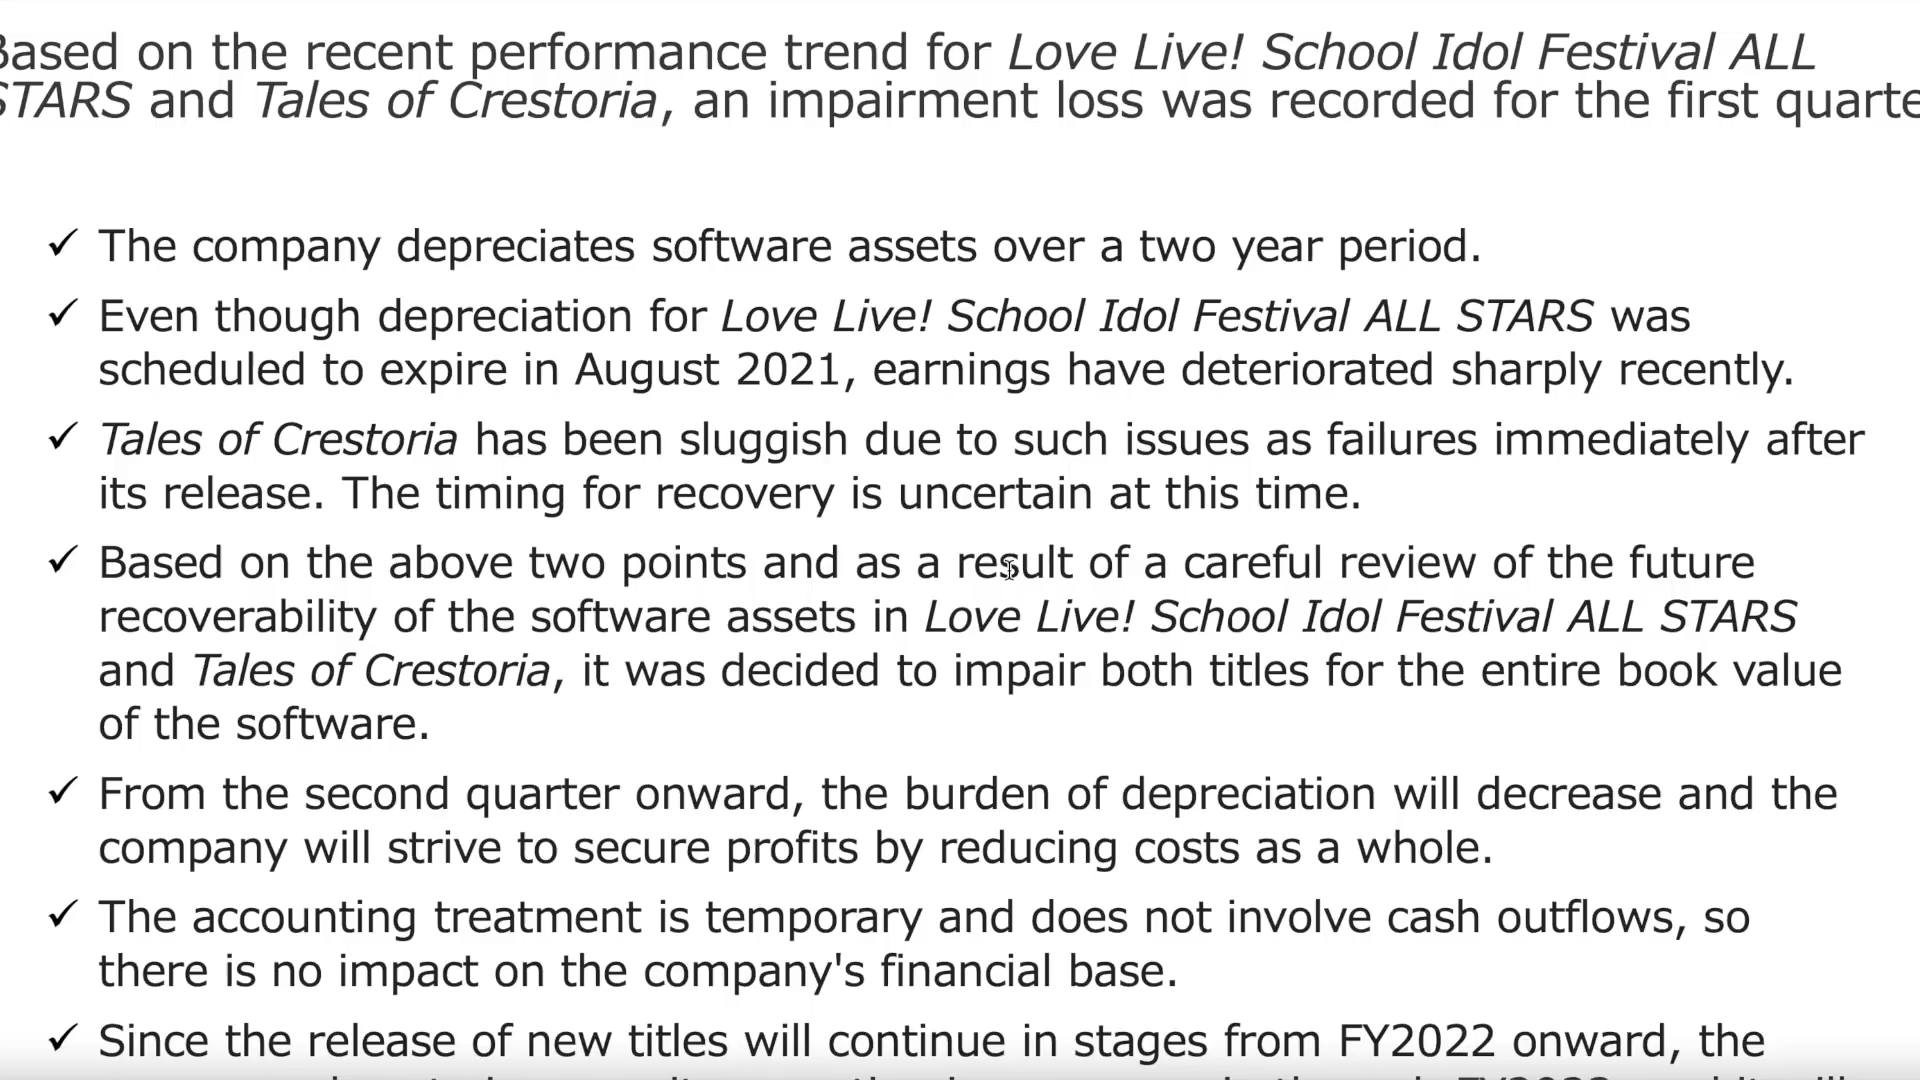 Based on the recent performance trend for Love Live! School Idol Festival ALL
STARS and Tales of Crestoria, an impairment loss was recorded for the first quarte
✓ The company depreciates software assets over a two year period.
✓ Even though depreciation for Love Live! School Idol Festival ALL STARS was
scheduled to expire in August 2021, earnings have deteriorated sharply recently.
✓ Tales of Crestoria has been sluggish due to such issues as failures immediately after
its release. The timing for recovery is uncertain at this time.
✓ Based on the above two points and as a result of a careful review of the future
recoverability of the software assets in Love Live! School Idol Festival ALL STARS
and Tales of Crestoria, it was decided to impair both titles for the entire book value
of the software.
✓ From the second quarter onward, the burden of depreciation will decrease and the
company will strive to secure profits by reducing costs as a whole.
✓ The accounting treatment is temporary and does not involve cash outflows, so
there is no impact on the company's financial base.
✓ Since the release of new titles will continue in stages from FY2022 onward, the